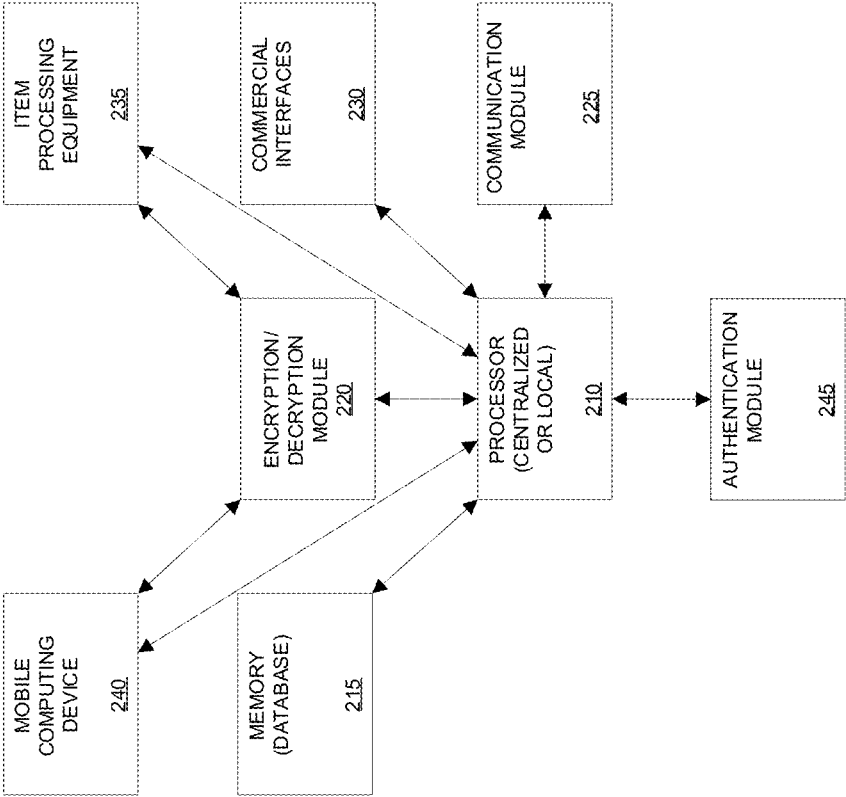 MOBILE
COMPUTING
DEVICE
240
ITEM
PROCESSING
EQUIPMENT
235
MEMORY
(DATABASE)
215
ENCRYPTION/
DECRYPTION
MODULE
220
COMMERCIAL
INTERFACES
230
PROCESSOR
(CENTRALIZED
OR LOCAL)
210
COMMUNICATION
MODULE
225
AUTHENTICATION
MODULE
245